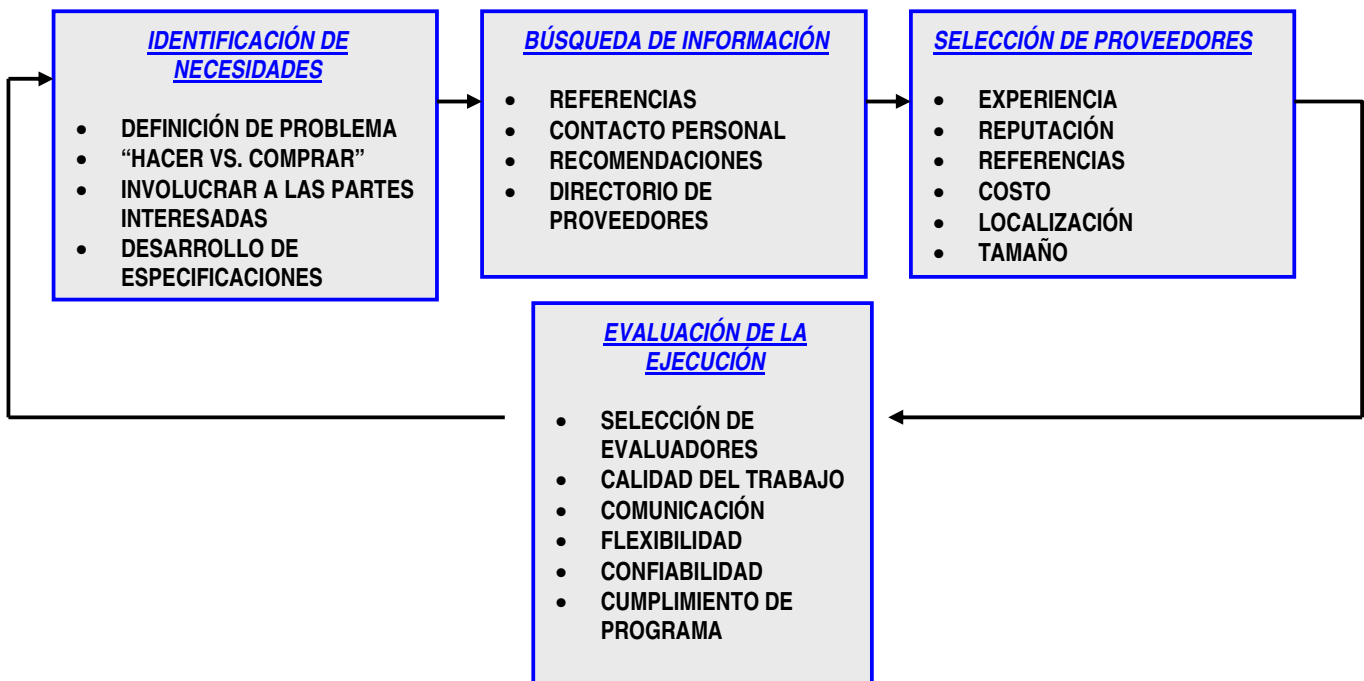 IDENTIFICACIÓN DE
NECESIDADES
• DEFINICIÓN DE PROBLEMA
• “HACER VS. COMPRAR”
• INVOLUCRAR A LAS PARTES
INTERESADAS
• DESARROLLO DE
ESPECIFICACIONES
BÚSQUEDA DE INFORMACIÓN
• REFERENCIAS
• CONTACTO PERSONAL
• RECOMENDACIONES
• DIRECTORIO DE
PROVEEDORES
SELECCIÓN DE PROVEEDORES
• EXPERIENCIA
• REPUTACIÓN
• REFERENCIAS
• COSTO
• LOCALIZACIÓN
• TAMAÑO
EVALUACIÓN DE LA
EJECUCIÓN
• SELECCIÓN DE
EVALUADORES
• CALIDAD DEL TRABAJO
• COMUNICACIÓN
• FLEXIBILIDAD
• CONFIABILIDAD
• CUMPLIMIENTO DE
PROGRAMA